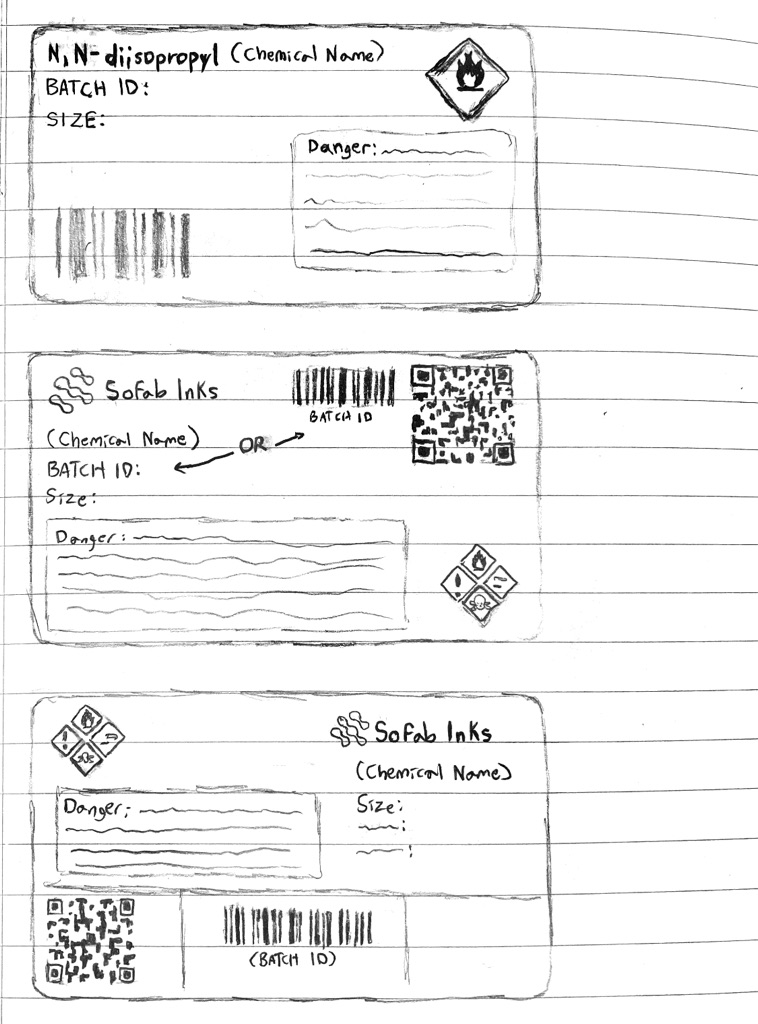 N,N-diisopropyl (Chemical Name)
BATCH ID:
SIZE:
Danger:
Sofab Inks
BATCH ID
(Chemical Name)
OR
BATCH ID:
Size:
Danger:
Sofab Inks
(Chemical Name)
Danger:
Size:
(BATCH ID)